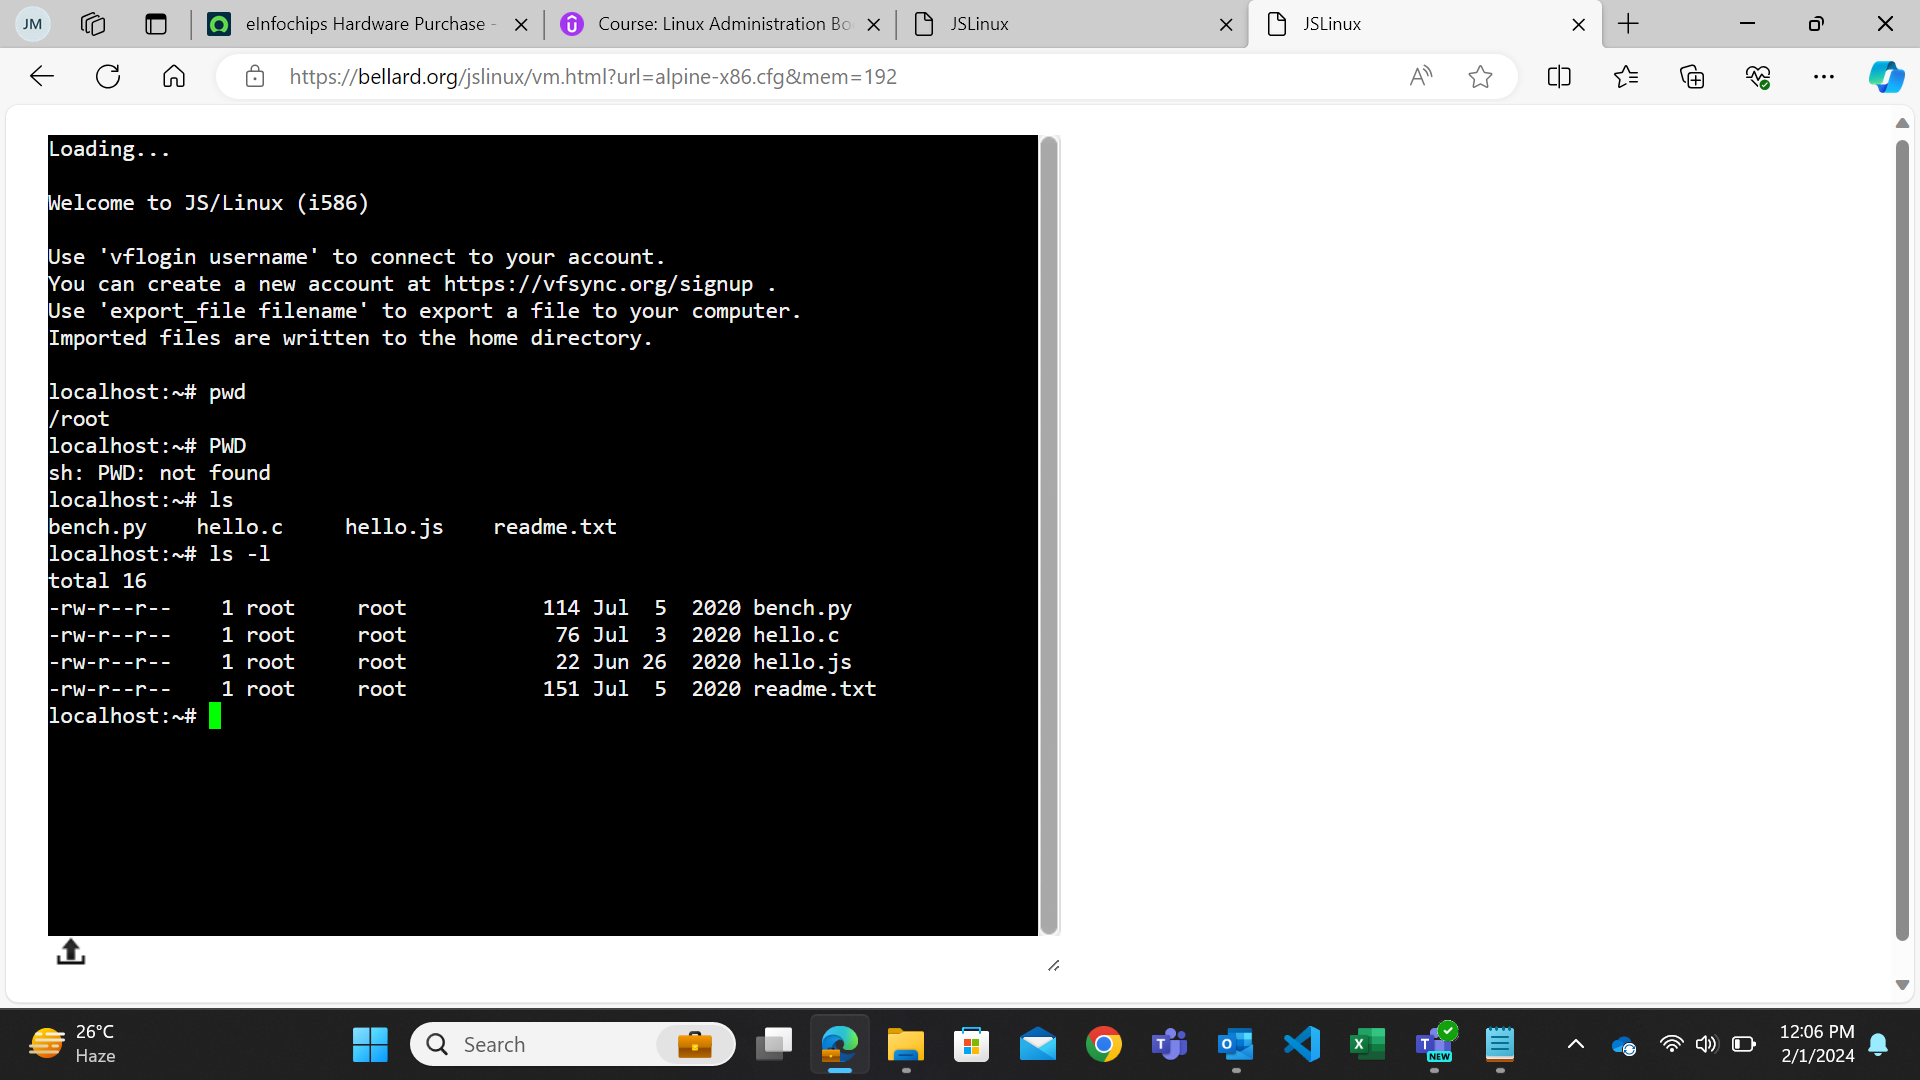 JM
eInfochips Hardware Purchase -
Course: Linux Administration Bo
JSLinux
JSLinux
https://bellard.org/jslinux/vm.html?url=alpine-x86.cfg&mem=192
Loading...
Welcome to JS/Linux (i586)
Use 'vflogin username' to connect to your account.
You can create a new account at https://vfsync.org/signup .
Use 'export_file filename' to export a file to your computer.
Imported files are written to the home directory.
localhost:~# pwd
/root
localhost:~# PWD
sh: PWD: not found
localhost:~# ls
bench.py    hello.c     hello.js    readme.txt
localhost:~# ls -l
total 16
-rw-r--r--    1 root     root           114 Jul  5  2020 bench.py
-rw-r--r--    1 root     root            76 Jul  3  2020 hello.c
-rw-r--r--    1 root     root            22 Jun 26  2020 hello.js
-rw-r--r--    1 root     root           151 Jul  5  2020 readme.txt
localhost:~#
26°C
Haze
Search
NEW
12:06 PM
2/1/2024